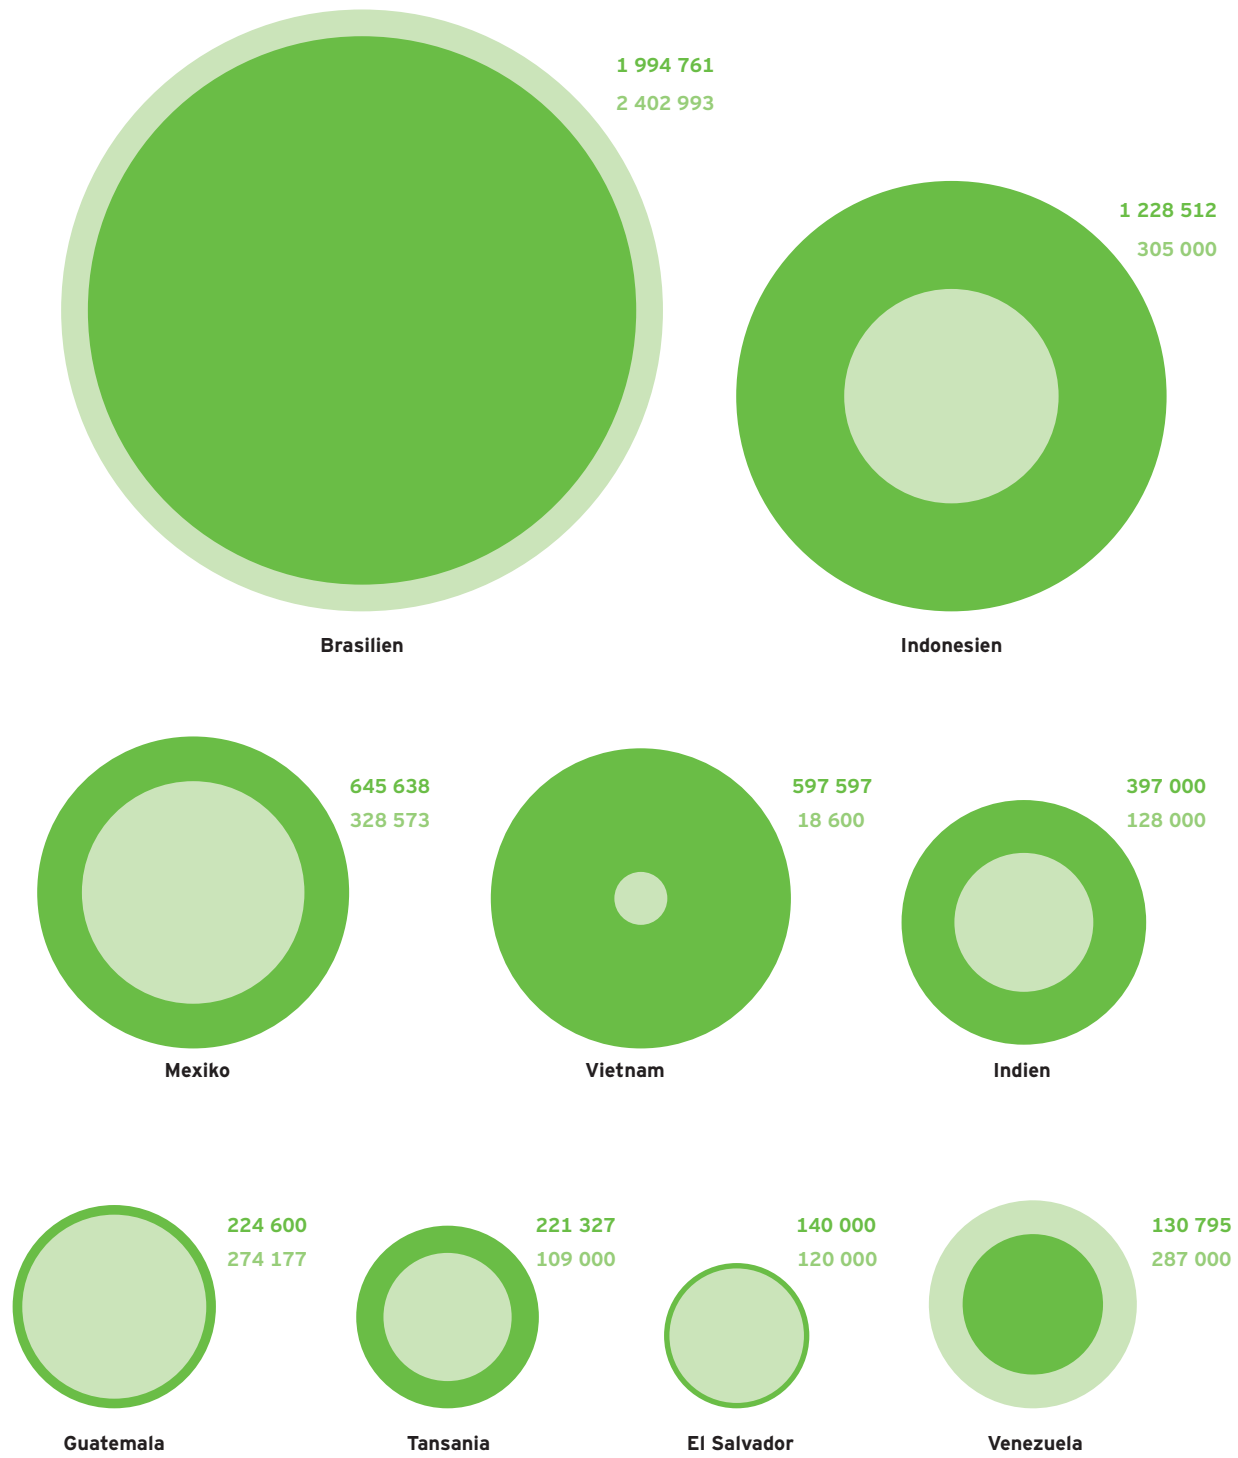 1 994 761
2 402 993
1 228 512
305 000
Brasilien
Indonesien
645 638
328 573
597 597
18 600
397 000
128 000
Mexiko
Vietnam
Indien
224 600
274 177
221 327
109 000
140 000
120 000
130 795
287 000
Guatemala
Tansania
El Salvador
Venezuela